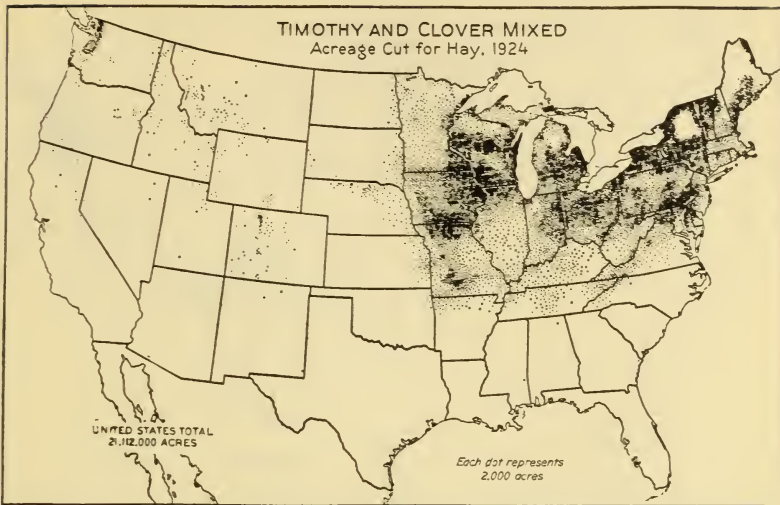 TIMOTHY AND CLOVER MIXED
Acreage Cut for Hay, 1924
UNITED STATES TOTAL
21,112,000 ACRES
Each dot represents
2,000 acres